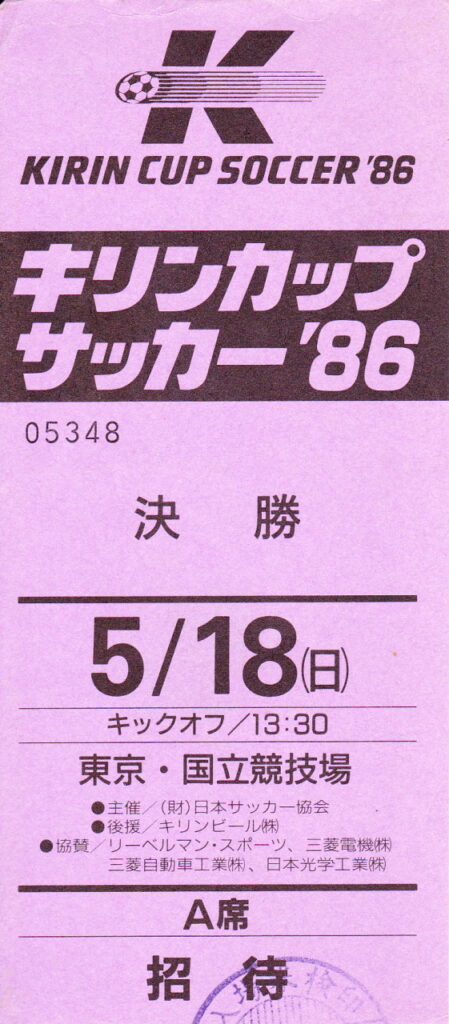 K
KIRIN CUP SOCCER '86
キリンカップ
サッカー'86
05348
決勝
5/18(日)
キックオフ/13:30
東京・国立競技場
●主催/(財)日本サッカー協会
●後援/キリンビール㈱
●協賛/リーベルマン・スポーツ、三菱電機㈱
三菱自動車工業㈱、日本光学工業㈱
A席
招待